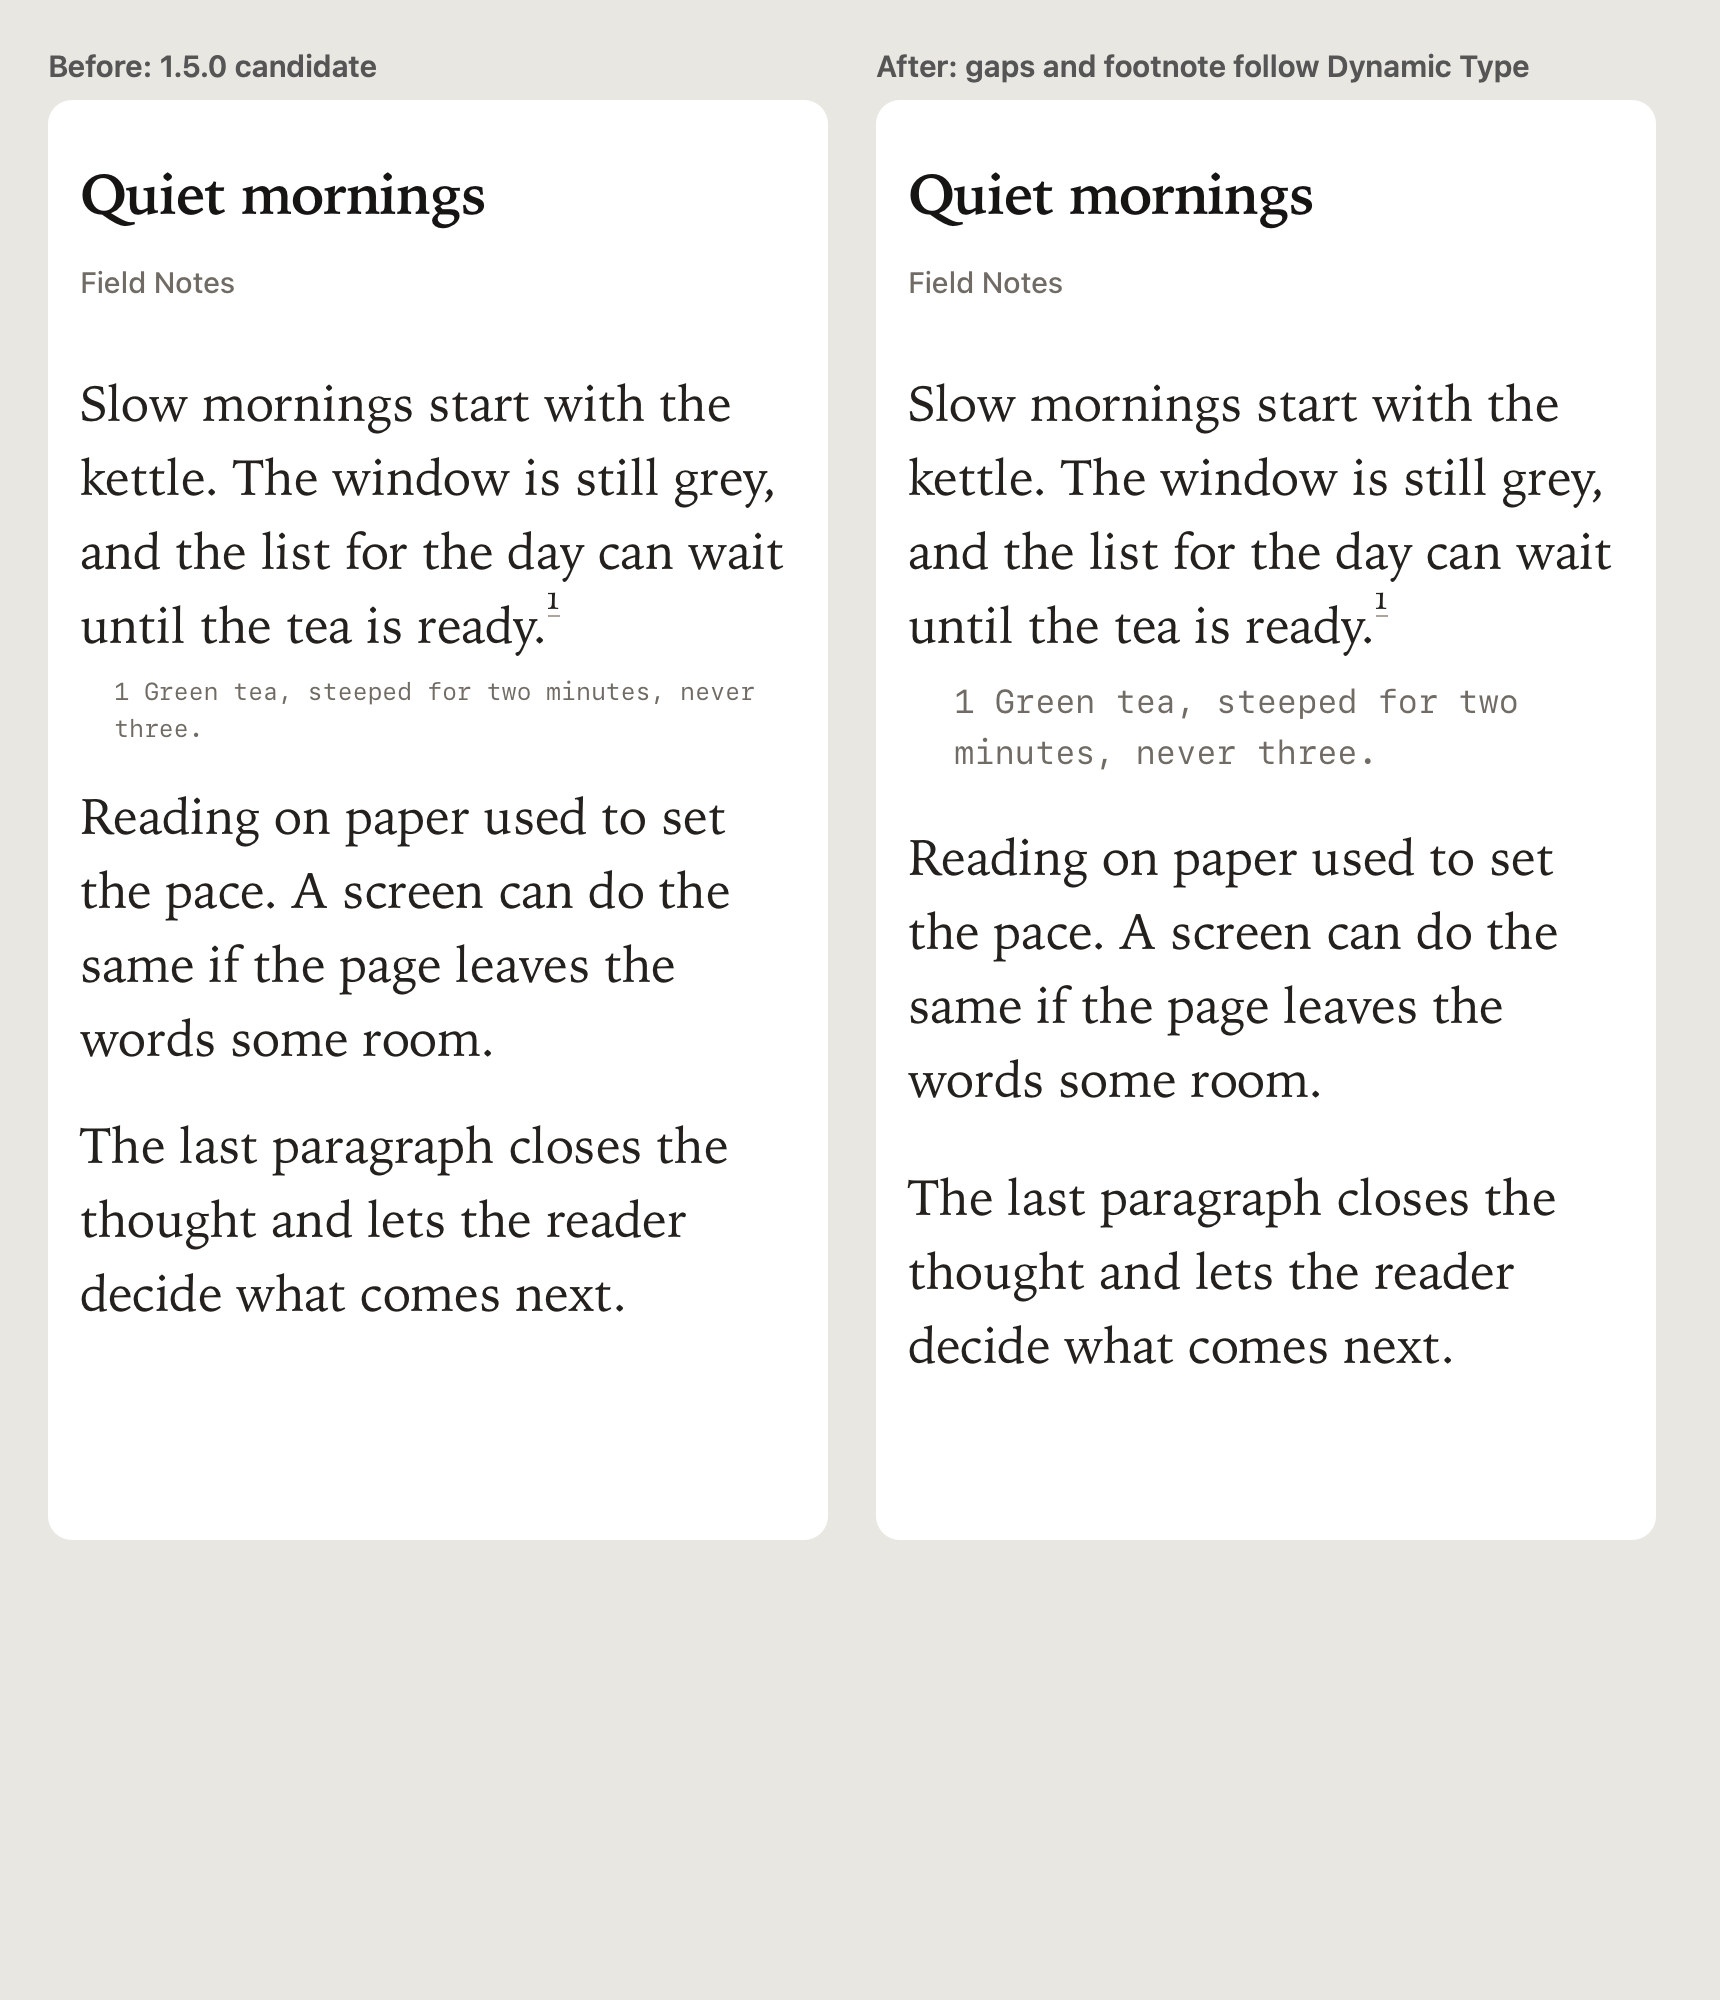 Before: 1.5.0 candidate
Quiet mornings
Field Notes
Slow mornings start with the
kettle. The window is still grey,
and the list for the day can wait
until the tea is ready.1
1 Green tea, steeped for two minutes, never
three.
Reading on paper used to set
the pace. A screen can do the
same if the page leaves the
words some room.
The last paragraph closes the
thought and lets the reader
decide what comes next.
After: gaps and footnote follow Dynamic Type
Quiet mornings
Field Notes
Slow mornings start with the
kettle. The window is still grey,
and the list for the day can wait
until the tea is ready.1
1 Green tea, steeped for two
minutes, never three.
Reading on paper used to set
the pace. A screen can do the
same if the page leaves the
words some room.
The last paragraph closes the
thought and lets the reader
decide what comes next.